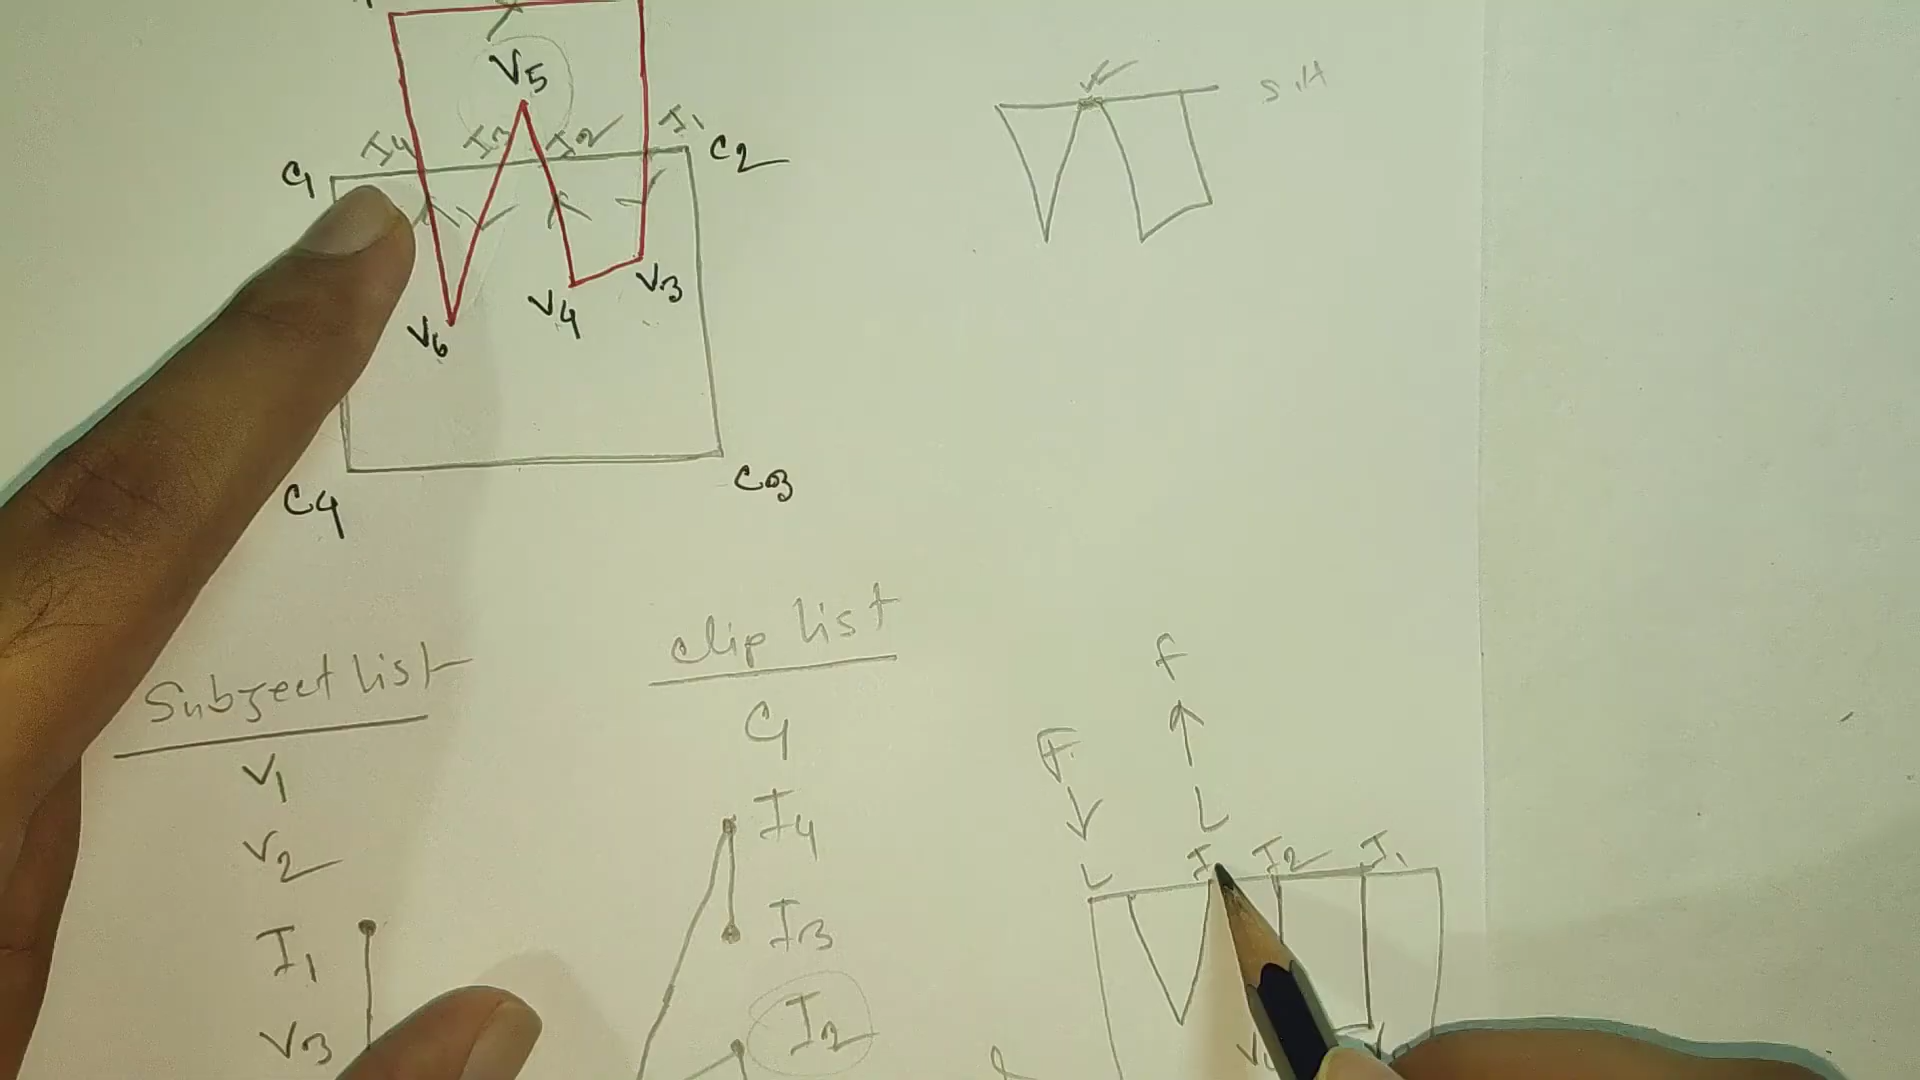 V5
I4 I3 I2 I1
C1 C2
V6 V4 V3
C4 C3
S.H
Subject list
V1
V2
I1
V3
Clip list
C1
I4
I3
I2
F
F
L
L I I2 I1